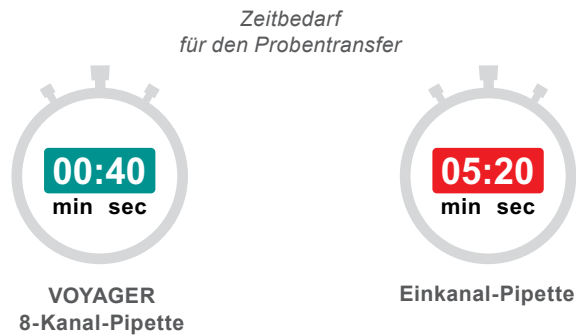 Zeitbedarf
für den Probentransfer
00:40
min sec
VOYAGER
8-Kanal-Pipette
05:20
min sec
Einkanal-Pipette